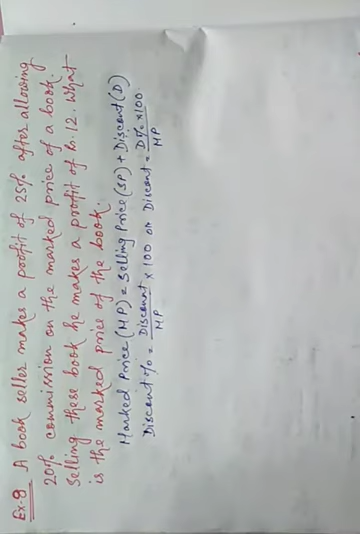 Ex-8 A book seller makes a profit of 25% after allowing
20% commission on the marked price of a book.
Selling these book he makes a profit of Rs. 12. What
is the marked price of the book.
Marked Price (MP) = Selling Price (SP) + Discount (D)
Discount % = Discount/MP × 100 or Discount = D% × 100/MP